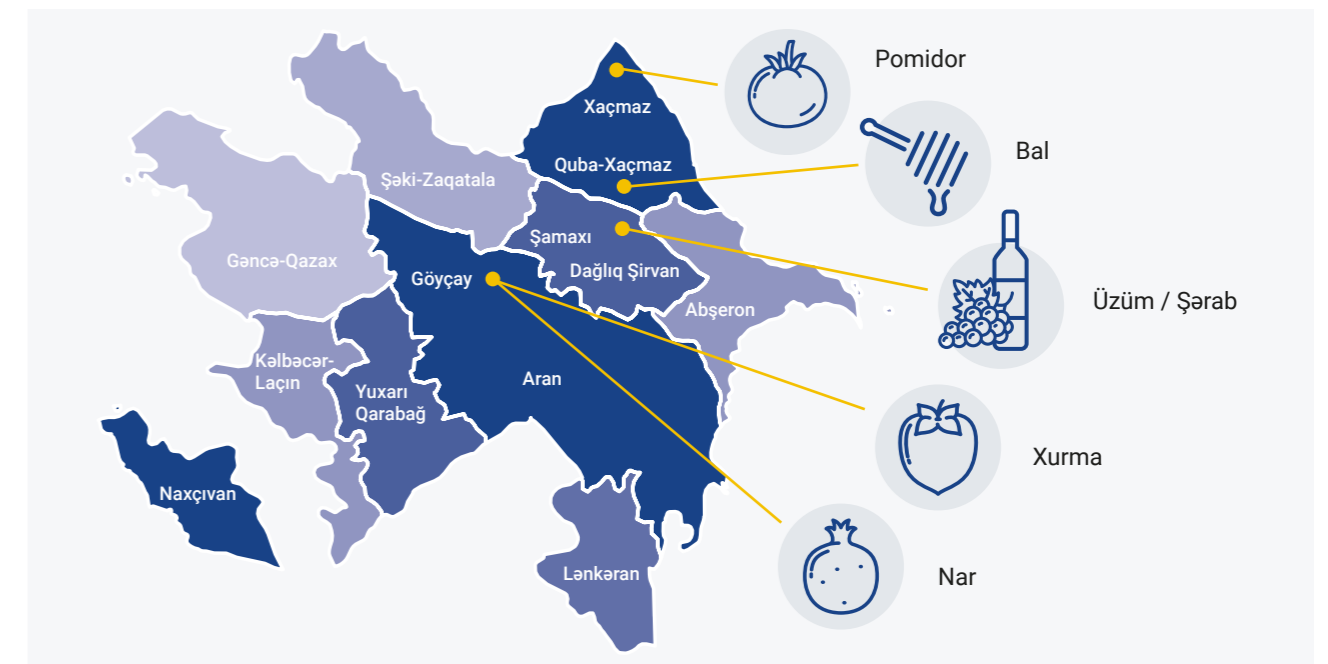 Pomidor
Xaçmaz
Bal
Quba-Xaçmaz
Şəki-Zaqatala
Şamaxı
Gəncə-Qazax
Dağlıq Şirvan
Göyçay
Üzüm / Şərab
Abşeron
Kəlbəcər-
Laçın
Aran
Yuxarı
Qarabağ
Xurma
Naxçıvan
Lənkəran
Nar